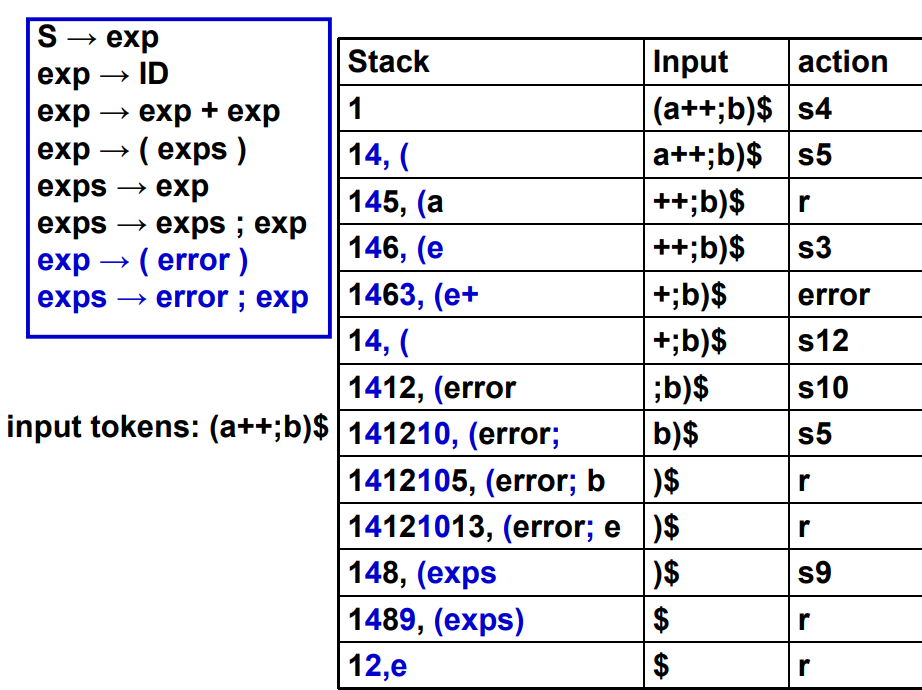 S → exp
exp → ID
exp → exp + exp
exp → ( exps )
exps → exp
exps → exps ; exp
exp → ( error )
exps → error ; exp
input tokens: (a++;b)$
Stack Input action
1 (a++;b)$ s4
14, ( a++;b)$ s5
145, (a ++;b)$ r
146, (e ++;b)$ s3
1463, (e+ +;b)$ error
14, ( +;b)$ s12
1412, (error ;b)$ s10
141210, (error; b)$ s5
1412105, (error; b )$ r
14121013, (error; e )$ r
148, (exps )$ s9
1489, (exps) $ r
12,e $ r